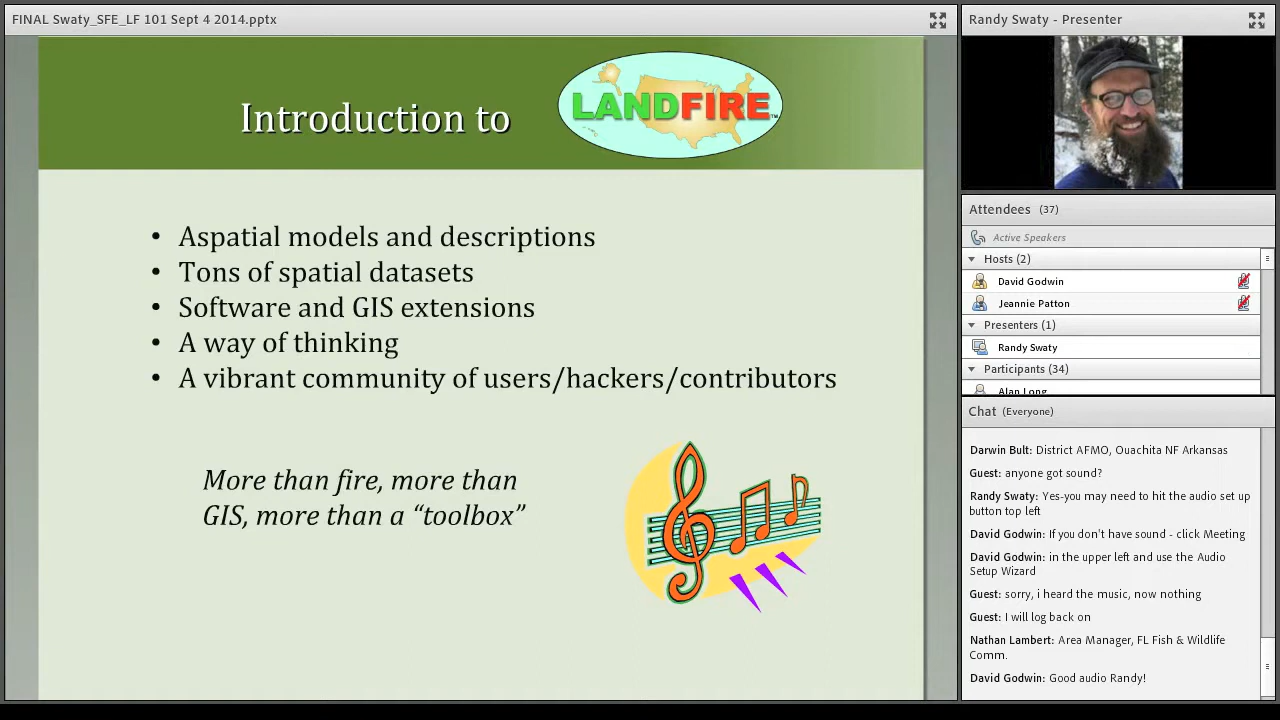 FINAL Swaty_SFE_LF 101 Sept 4 2014.pptx
Introduction to
LANDFIRE™
• Aspatial models and descriptions
• Tons of spatial datasets
• Software and GIS extensions
• A way of thinking
• A vibrant community of users/hackers/contributors
More than fire, more than
GIS, more than a “toolbox”
Randy Swaty - Presenter
Attendees (37)
Active Speakers
Hosts (2)
David Godwin
Jeannie Patton
Presenters (1)
Randy Swaty
Participants (34)
Alan Long
Chat (Everyone)
Darwin Bult: District AFMO, Ouachita NF Arkansas
Guest: anyone got sound?
Randy Swaty: Yes-you may need to hit the audio set up
button top left
David Godwin: If you don't have sound - click Meeting
David Godwin: in the upper left and use the Audio
Setup Wizard
Guest: sorry, i heard the music, now nothing
Guest: I will log back on
Nathan Lambert: Area Manager, FL Fish & Wildlife
Comm.
David Godwin: Good audio Randy!